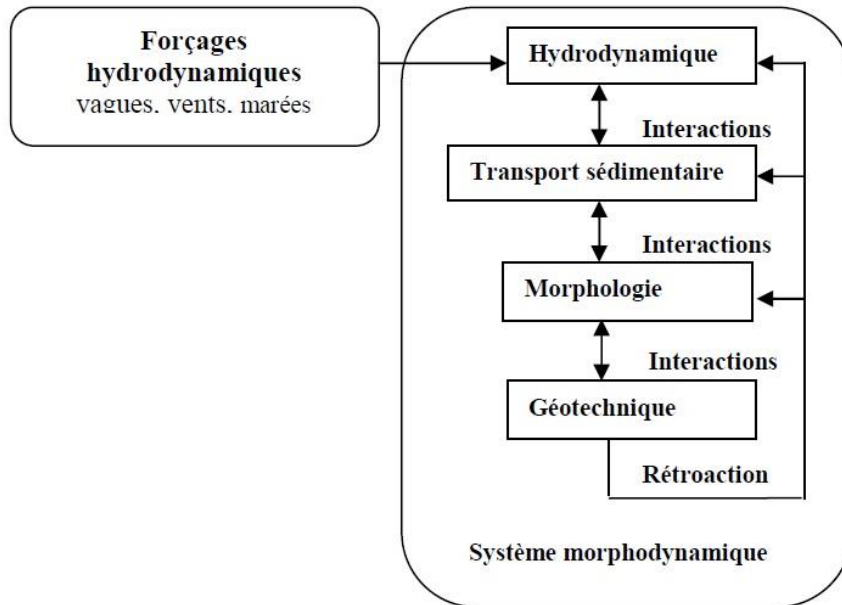 Forçages
hydrodynamiques
vagues, vents, marées
Hydrodynamique
Interactions
Transport sédimentaire
Interactions
Morphologie
Interactions
Géotechnique
Rétroaction
Système morphodynamique